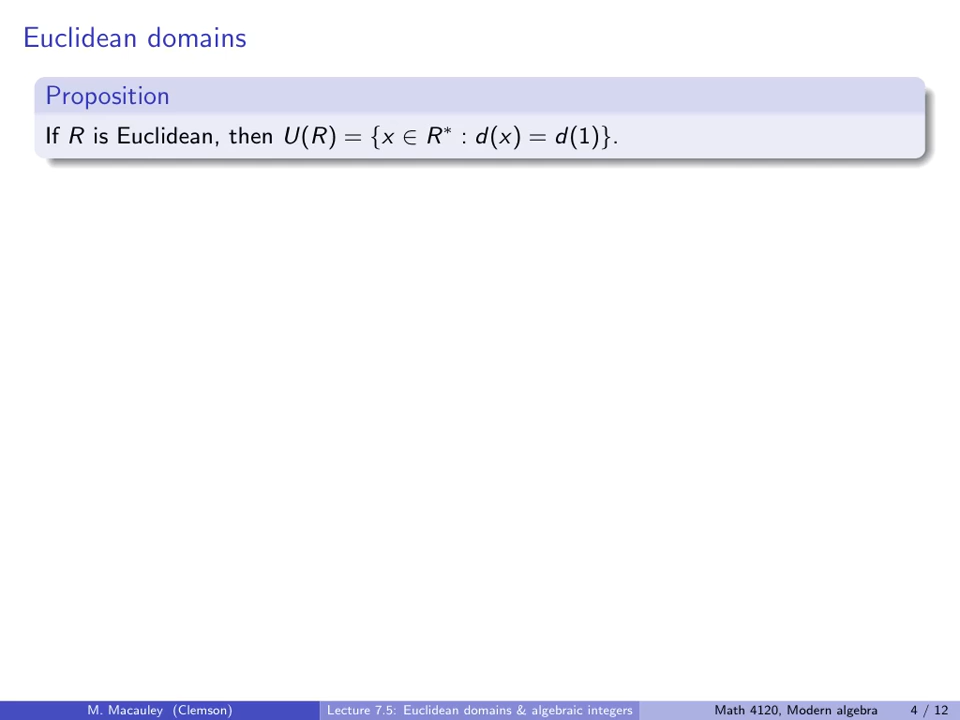 Euclidean domains
Proposition
If R is Euclidean, then U(R) = {x ∈ R* : d(x) = d(1)}.
M. Macauley (Clemson) Lecture 7.5: Euclidean domains & algebraic integers Math 4120, Modern algebra 4 / 12